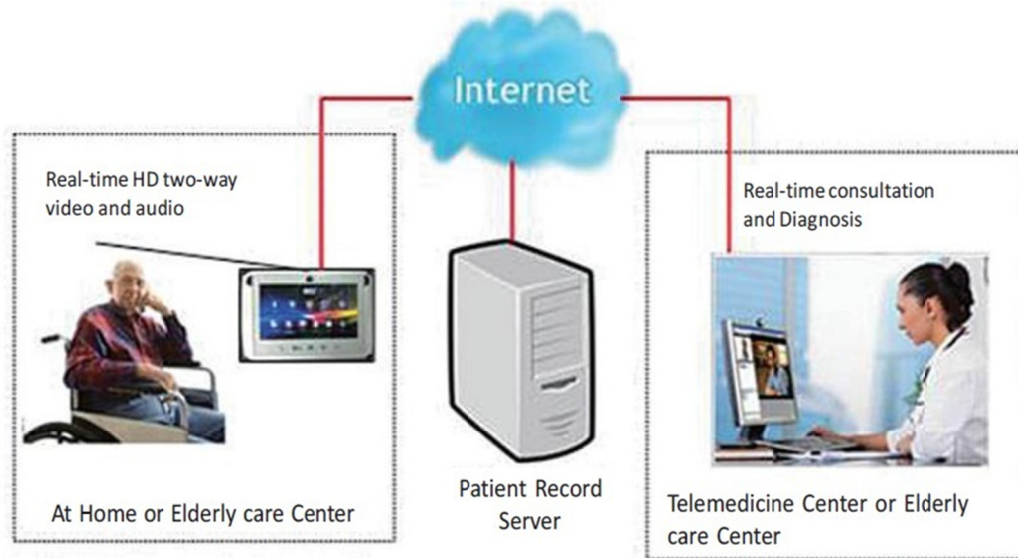 Internet
Real-time HD two-way
video and audio
Real-time consultation
and Diagnosis
At Home or Elderly care Center
Patient Record
Server
Telemedicine Center or Elderly
care Center